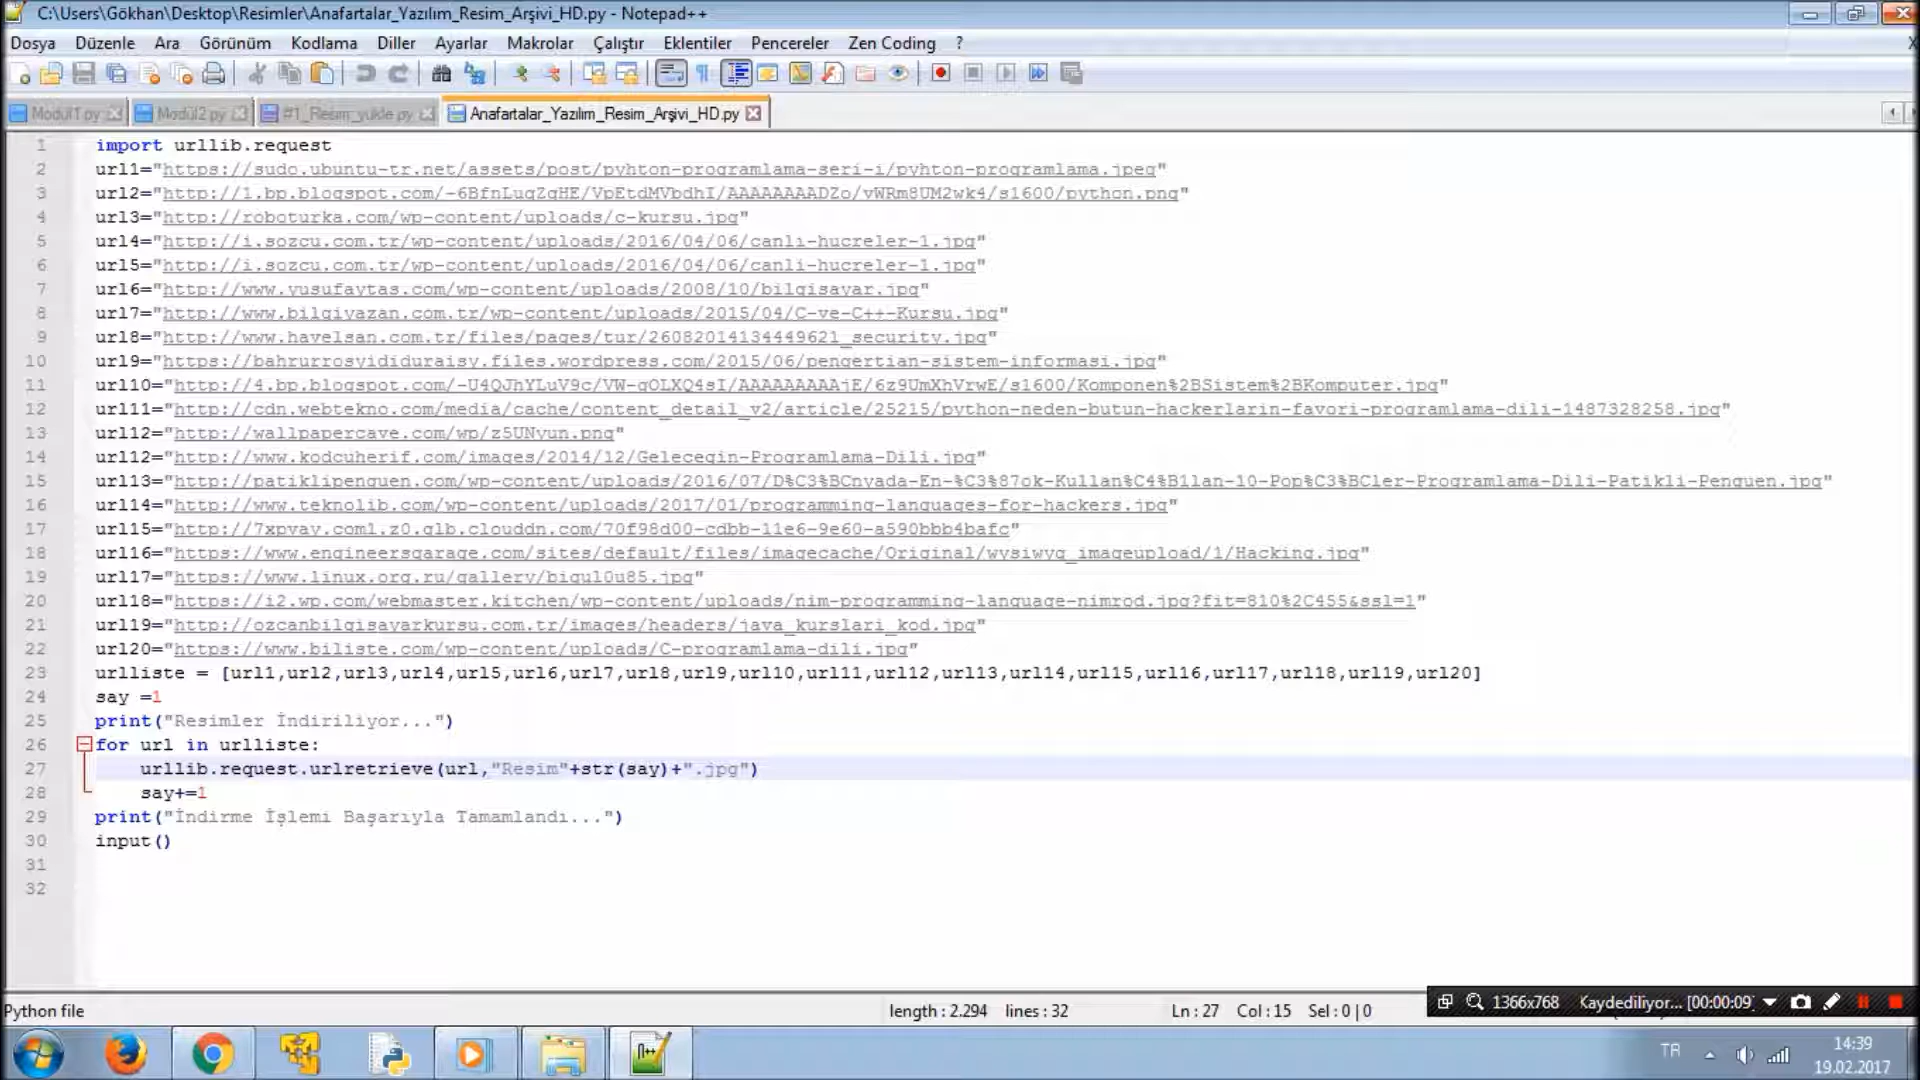 C:\Users\Gökhan\Desktop\Resimler\Anafartalar_Yazılım_Resim_Arşivi_HD.py - Notepad++
Dosya Düzenle Ara Görünüm Kodlama Diller Ayarlar Makrolar Çalıştır Eklentiler Pencereler Zen Coding ? X
Modül1.py Modül2.py #1_Resim_yukle.py Anafartalar_Yazılım_Resim_Arşivi_HD.py
1 import urllib.request
2 url1="https://sudo.ubuntu-tr.net/assets/post/pyhton-programlama-seri-i/pyhton-programlama.jpeg"
3 url2="http://1.bp.blogspot.com/-6BfnLuqZgHE/VpEtdMVbdhI/AAAAAAAADZo/vWRm8UM2wk4/s1600/python.png"
4 url3="http://roboturka.com/wp-content/uploads/c-kursu.jpg"
5 url4="http://i.sozcu.com.tr/wp-content/uploads/2016/04/06/canli-hucreler-1.jpg"
6 url5="http://i.sozcu.com.tr/wp-content/uploads/2016/04/06/canli-hucreler-1.jpg"
7 url6="http://www.yusufaytas.com/wp-content/uploads/2008/10/bilgisayar.jpg"
8 url7="http://www.bilgiyazan.com.tr/wp-content/uploads/2015/04/C-ve-C++-Kursu.jpg"
9 url8="http://www.havelsan.com.tr/files/pages/tur/26082014134449621_security.jpg"
10 url9="https://bahrurrosyididuraisy.files.wordpress.com/2015/06/pengertian-sistem-informasi.jpg"
11 url10="http://4.bp.blogspot.com/-U4QJhYLuV9c/VW-gOLXQ4sI/AAAAAAAAAjE/6z9UmXhVrwE/s1600/Komponen%2BSistem%2BKomputer.jpg"
12 url11="http://cdn.webtekno.com/media/cache/content_detail_v2/article/25215/python-neden-butun-hackerlarin-favori-programlama-dili-1487328258.jpg"
13 url12="http://wallpapercave.com/wp/z5UNyun.png"
14 url12="http://www.kodcuherif.com/images/2014/12/Gelecegin-Programlama-Dili.jpg"
15 url13="http://patiklipenguen.com/wp-content/uploads/2016/07/D%C3%BCnyada-En-%C3%87ok-Kullan%C4%B1lan-10-Pop%C3%BCler-Programlama-Dili-Patikli-Penguen.jpg"
16 url14="http://www.teknolib.com/wp-content/uploads/2017/01/programming-languages-for-hackers.jpg"
17 url15="http://7xpvay.com1.z0.glb.clouddn.com/70f98d00-cdbb-11e6-9e60-a590bbb4bafc"
18 url16="https://www.engineersgarage.com/sites/default/files/imagecache/Original/wysiwyg_imageupload/1/Hacking.jpg"
19 url17="https://www.linux.org.ru/gallery/bigul0u85.jpg"
20 url18="https://i2.wp.com/webmaster.kitchen/wp-content/uploads/nim-programming-language-nimrod.jpg?fit=810%2C455&ssl=1"
21 url19="http://ozcanbilgisayarkursu.com.tr/images/headers/java_kurslari_kod.jpg"
22 url20="https://www.biliste.com/wp-content/uploads/C-programlama-dili.jpg"
23 urlliste = [url1,url2,url3,url4,url5,url6,url7,url8,url9,url10,url11,url12,url13,url14,url15,url16,url17,url18,url19,url20]
24 say =1
25 print("Resimler İndiriliyor...")
26 for url in urlliste:
27 urllib.request.urlretrieve(url,"Resim"+str(say)+".jpg")
28 say+=1
29 print("İndirme İşlemi Başarıyla Tamamlandı...")
30 input()
31
32
Python file length : 2.294 lines : 32 Ln : 27 Col : 15 Sel : 0 | 0
1366x768 Kaydediliyor... [00:00:09]
TR 14:39
19.02.2017